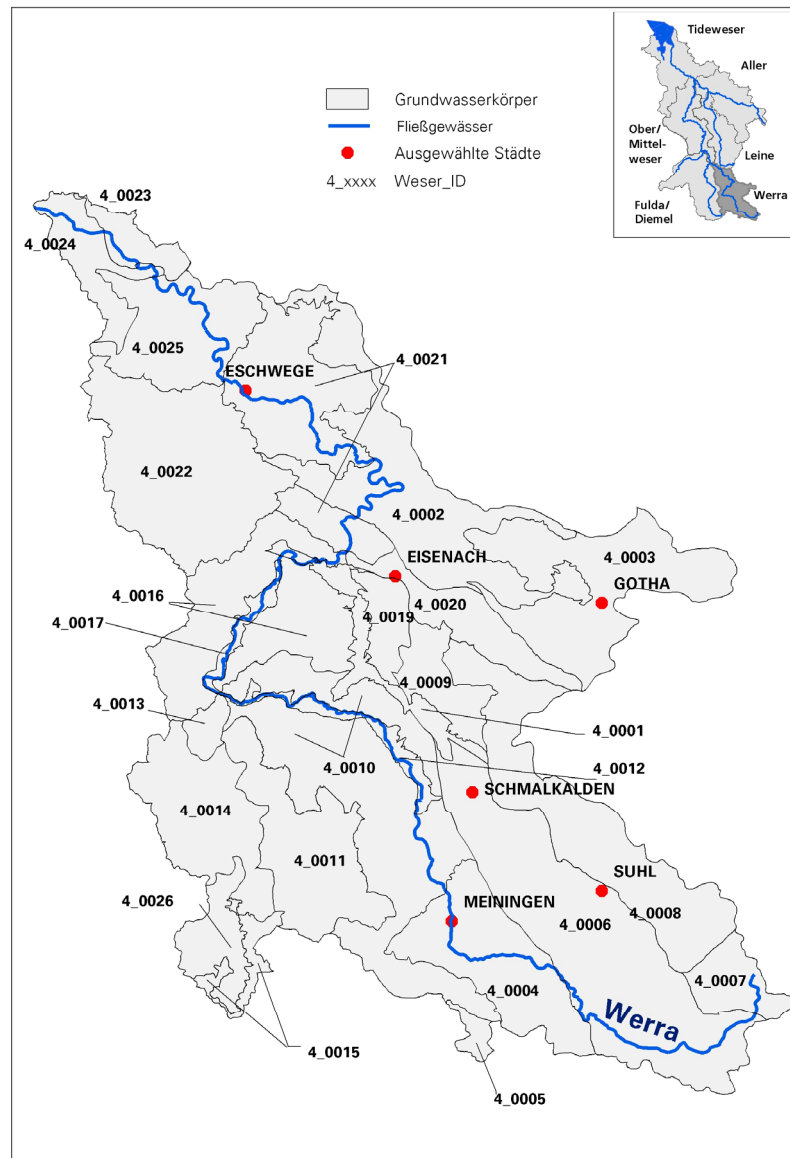 Tideweser
Aller
Ober/
Mittel-
weser
Leine
Werra
Fulda/
Diemel
Grundwasserkörper
Fließgewässer
Ausgewählte Städte
4_xxxx Weser_ID
4_0023
4_0024
4_0025
4_0021
ESCHWEGE
4_0022
4_0002
4_0003
EISENACH
GOTHA
4_0016
4_0020
4_0019
4_0017
4_0009
4_0013
4_0001
4_0010
4_0012
SCHMALKALDEN
4_0014
4_0011
SUHL
4_0026
MEININGEN
4_0008
4_0006
4_0007
4_0004
Werra
4_0015
4_0005